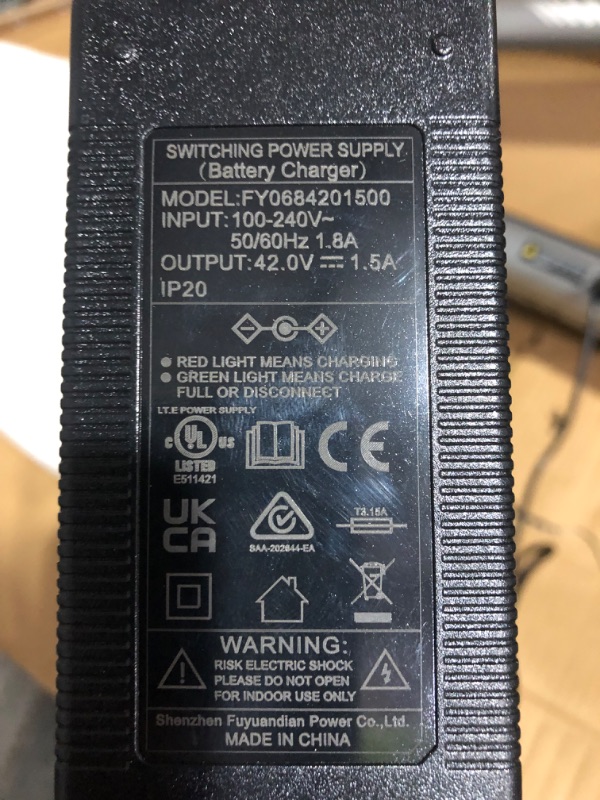 SWITCHING POWER SUPPLY
(Battery Charger)
MODEL:FY0684201500
INPUT:100-240V~
50/60Hz 1.8A
OUTPUT:42.0V ⎓ 1.5A
IP20
RED LIGHT MEANS CHARGING
GREEN LIGHT MEANS CHARGE
FULL OR DISCONNECT
I.T.E POWER SUPPLY
c UL US
LISTED
E511421
CE
UK
CA
SAA-202844-EA
T3.15A
WARNING:
RISK ELECTRIC SHOCK
PLEASE DO NOT OPEN
FOR INDOOR USE ONLY
Shenzhen Fuyuandian Power Co.,Ltd.
MADE IN CHINA